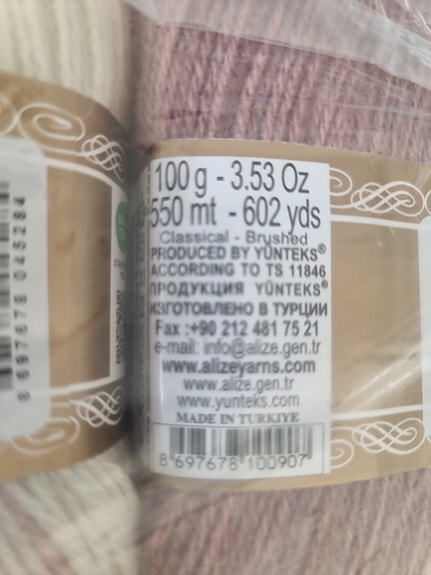 100 g - 3.53 Oz
550 mt - 602 yds
Classical - Brushed
PRODUCED BY YÜNTEKS®
ACCORDING TO TS 11846
ПРОДУКЦИЯ YÜNTEKS®
ИЗГОТОВЛЕНО В ТУРЦИИ
Fax :+90 212 481 75 21
e-mail: info@alize.gen.tr
www.alizeyarns.com
www.alize.gen.tr
www.yunteks.com
MADE IN TURKIYE
8 697678 100907
8 697678 045284